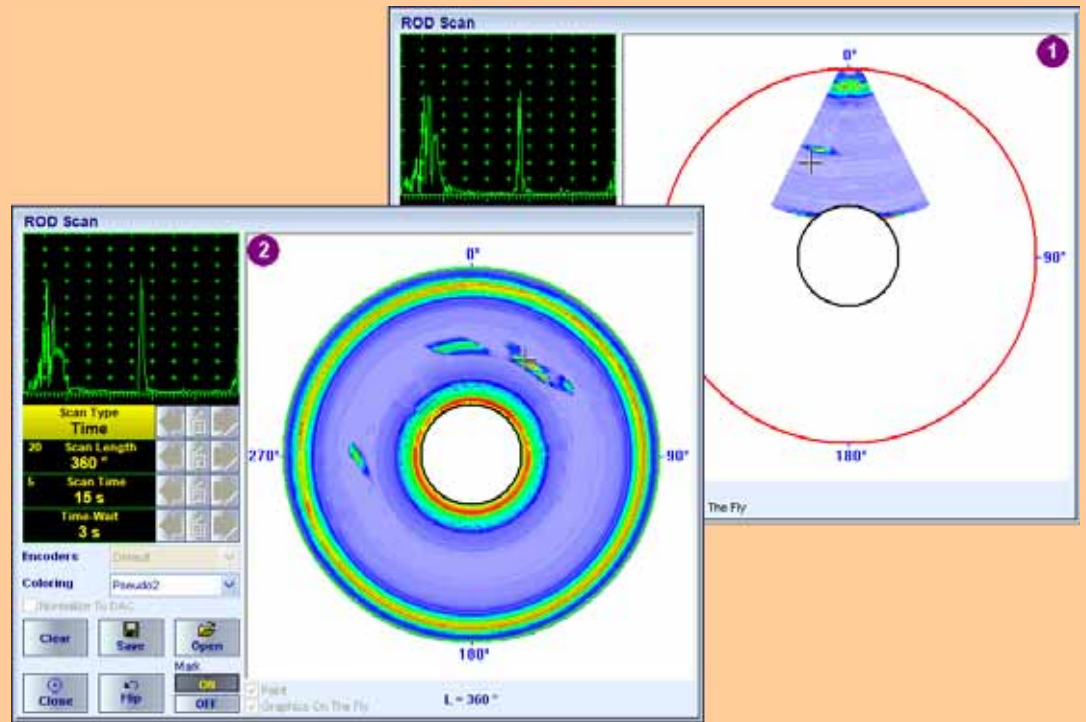 ROD Scan
1
0°
90°
180°
The Fly
ROD Scan
2
0°
270°
90°
180°
Scan Type
Time
20 Scan Length
360 °
5 Scan Time
15 s
Time-Wait
3 s
Encoders Default
Coloring Pseudo2
Normalize To DAC
Clear Save Open
Mark
ON
Close Flip OFF
Graphics On The Fly
L = 360 °